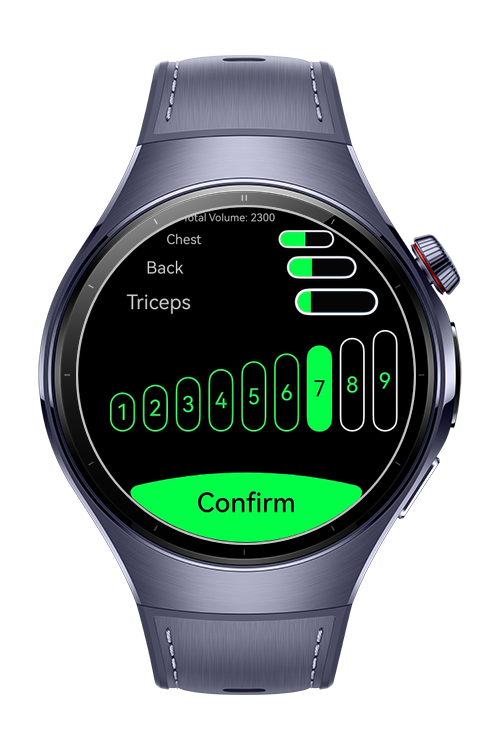 Total Volume: 2300
Chest
Back
Triceps
1 2 3 4 5 6 7 8 9
Confirm